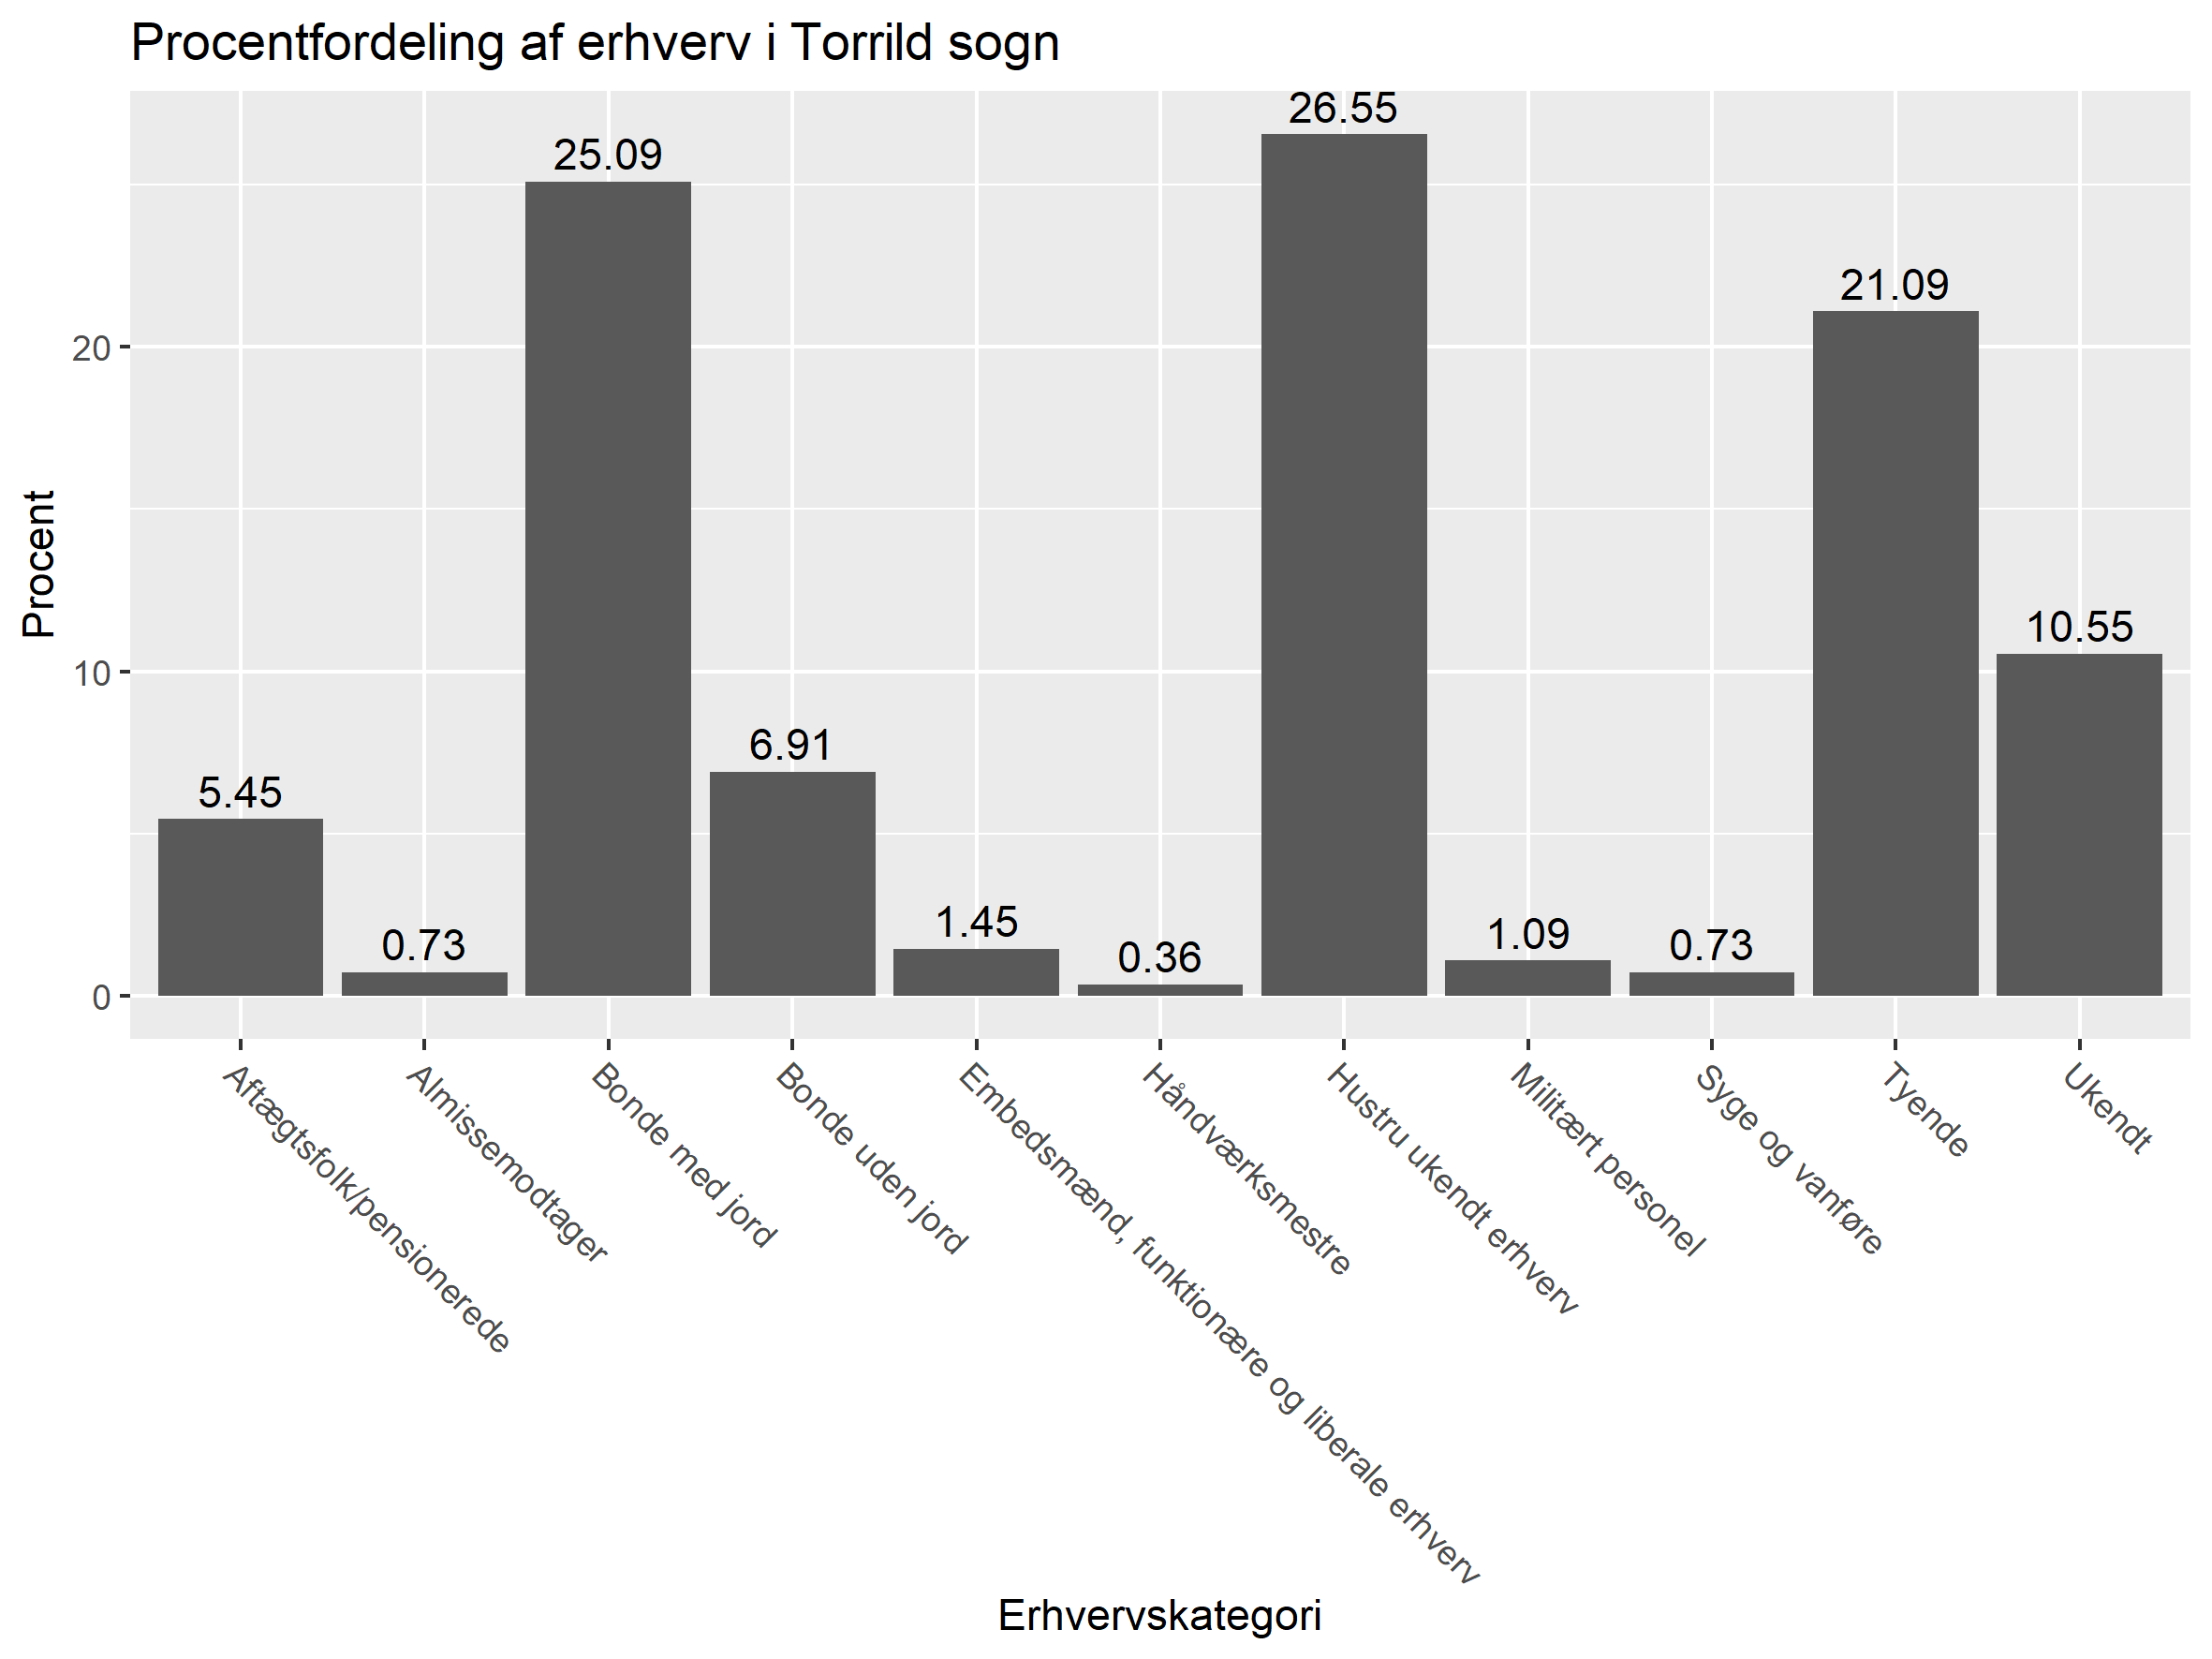 Procentfordeling af erhverv i Torrild sogn
Procent
20
10
0
5.45
0.73
25.09
6.91
1.45
0.36
26.55
1.09
0.73
21.09
10.55
Aftægtsfolk/pensionerede
Almissemodtager
Bonde med jord
Bonde uden jord
Embedsmænd, funktionære og liberale erhverv
Håndværksmestre
Hustru ukendt erhverv
Militært personel
Syge og vanføre
Tyende
Ukendt
Erhvervskategori